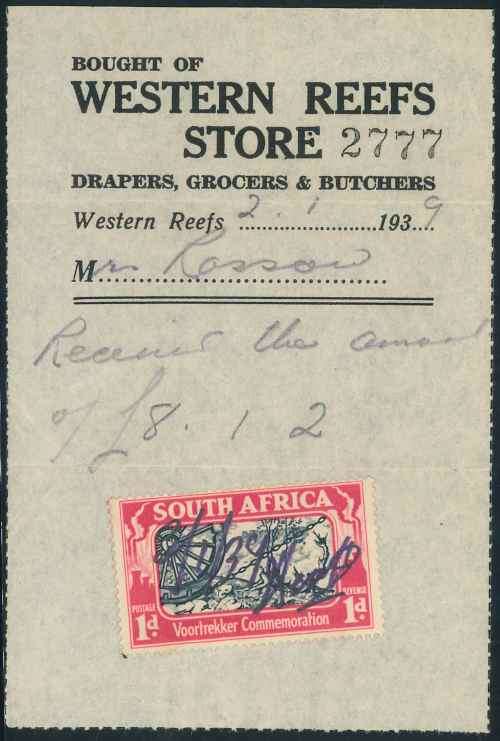 BOUGHT OF
WESTERN REEFS
STORE 2777
DRAPERS, GROCERS & BUTCHERS
Western Reefs 2.1 1939
Mrs Rossow
Received the amount
of £8. 1 2
SOUTH AFRICA
POSTAGE
REVENUE
1d. 1d.
Voortrekker Commemoration